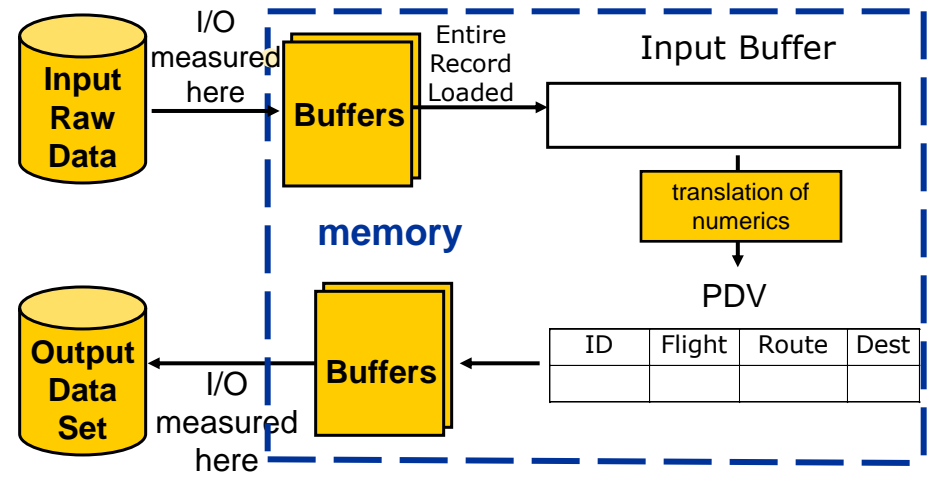 Input
Raw
Data
I/O
measured
here
Buffers
Entire
Record
Loaded
Input Buffer
translation of
numerics
memory
PDV
ID Flight Route Dest
Buffers
I/O
measured
here
Output
Data
Set